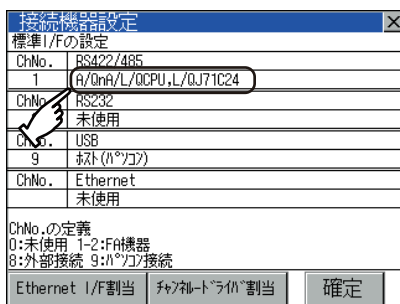 接続機器設定 ×
標準I/Fの設定
ChNo. RS422/485
1 A/QnA/L/QCPU,L/QJ71C24
ChNo. RS232
未使用
ChNo. USB
9 ﾎｽﾄ(ﾊﾟｿｺﾝ)
ChNo. Ethernet
未使用
ChNo.の定義
0:未使用 1-2:FA機器
8:外部接続 9:ﾊﾟｿｺﾝ接続
Ethernet I/F割当 ﾁｬﾌﾈﾙｰﾄﾞﾗｲﾊﾞ割当 確定